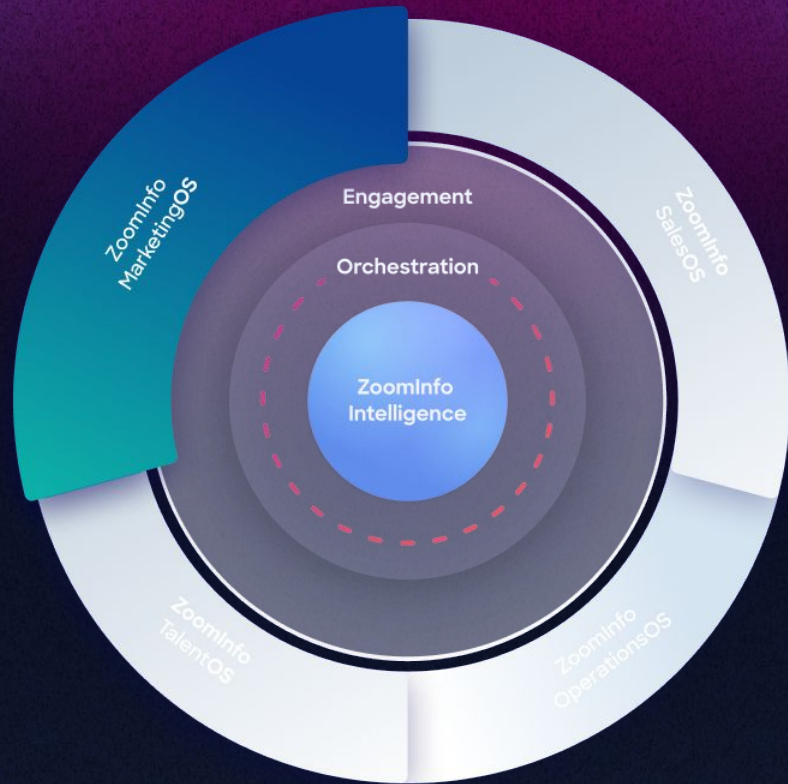 Engagement
Orchestration
ZoomInfo
Intelligence
ZoomInfo
MarketingOS
ZoomInfo
SalesOS
ZoomInfo
OperationsOS
ZoomInfo
TalentOS